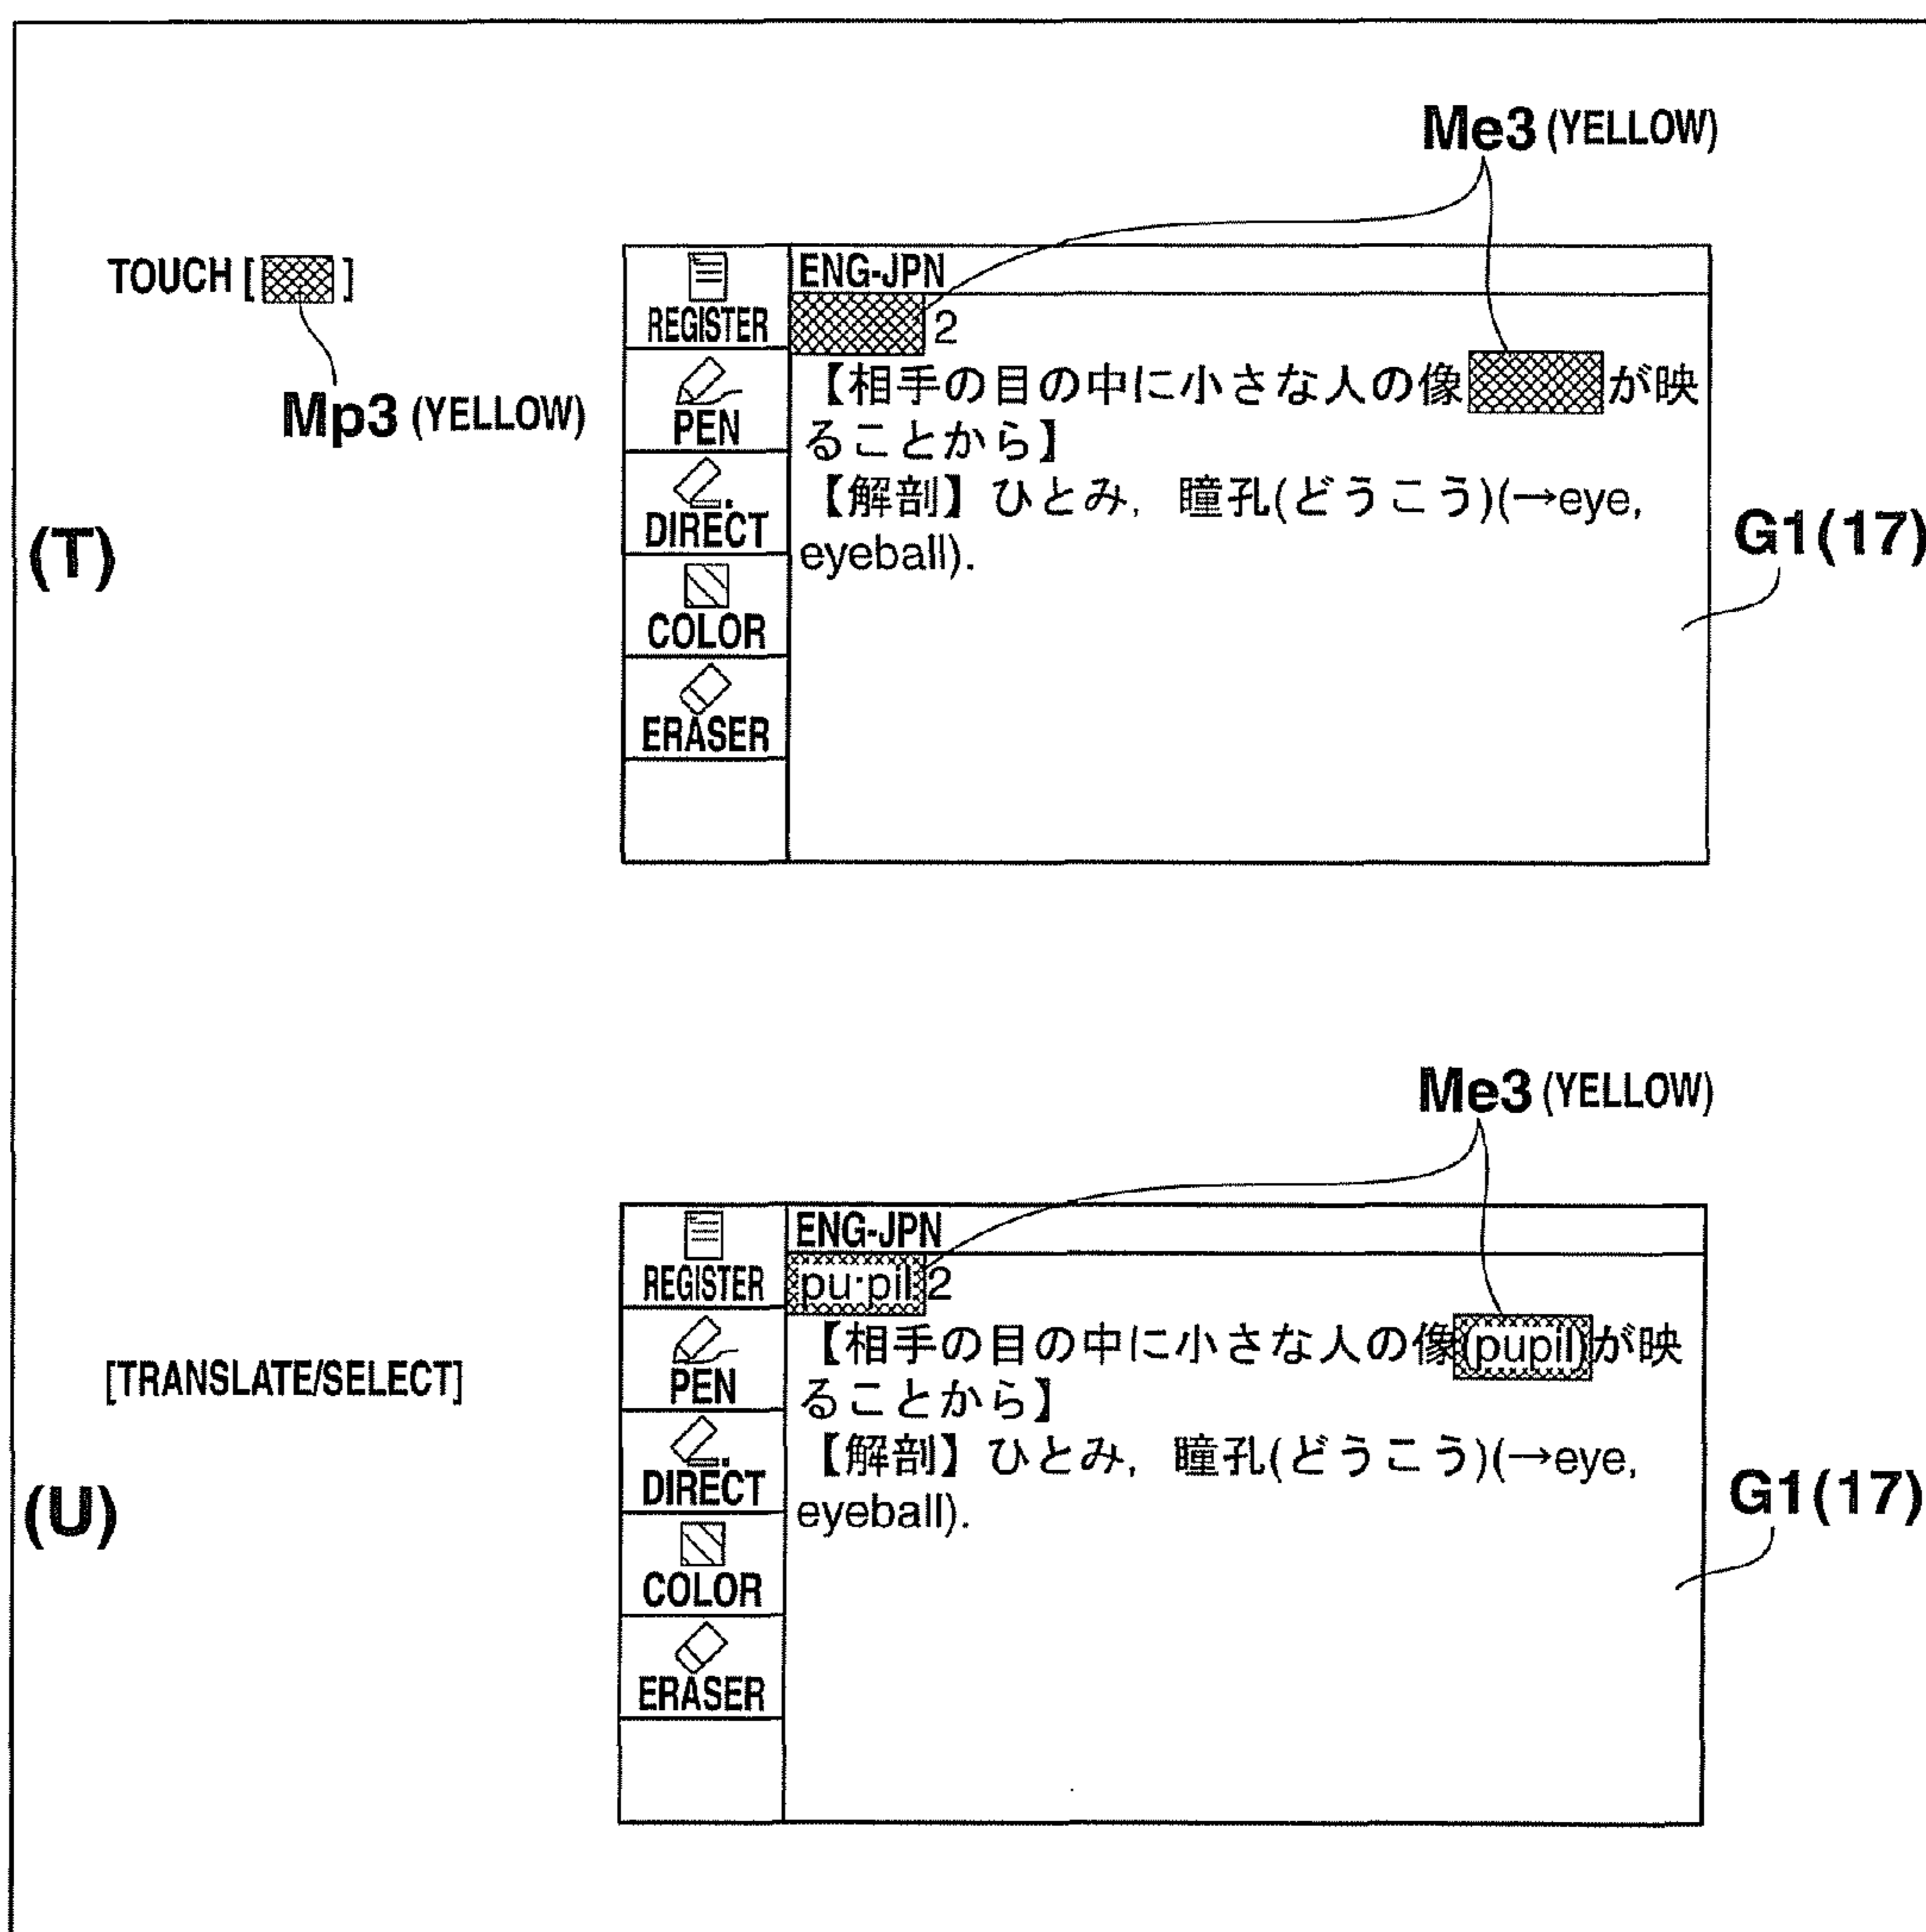 Me3 (YELLOW)
TOUCH [ ]
Mp3 (YELLOW)
(T)
REGISTER
PEN
DIRECT
COLOR
ERASER
ENG-JPN
2
【相手の目の中に小さな人の像 が映
ることから】
【解剖】ひとみ, 瞳孔(どうこう)(→eye,
eyeball).
G1(17)
Me3 (YELLOW)
[TRANSLATE/SELECT]
(U)
REGISTER
PEN
DIRECT
COLOR
ERASER
ENG-JPN
pu·pil 2
【相手の目の中に小さな人の像(pupil)が映
ることから】
【解剖】ひとみ, 瞳孔(どうこう)(→eye,
eyeball).
G1(17)